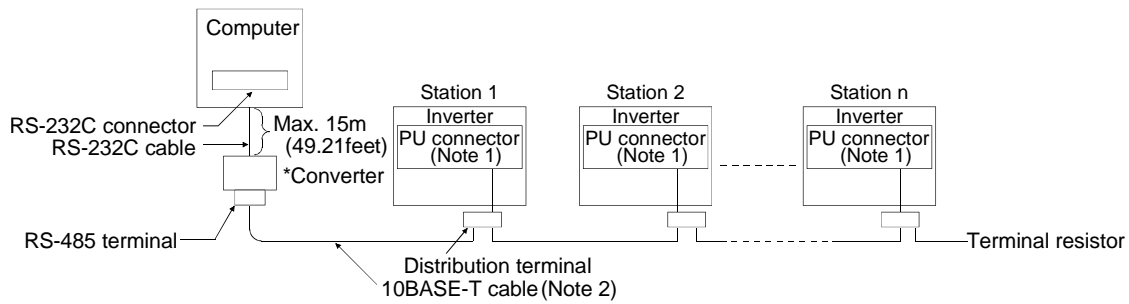 Computer
RS-232C connector
RS-232C cable
Max. 15m
(49.21feet)
*Converter
RS-485 terminal
Station 1
Inverter
PU connector
(Note 1)
Station 2
Inverter
PU connector
(Note 1)
Station n
Inverter
PU connector
(Note 1)
Terminal resistor
Distribution terminal
10BASE-T cable(Note 2)